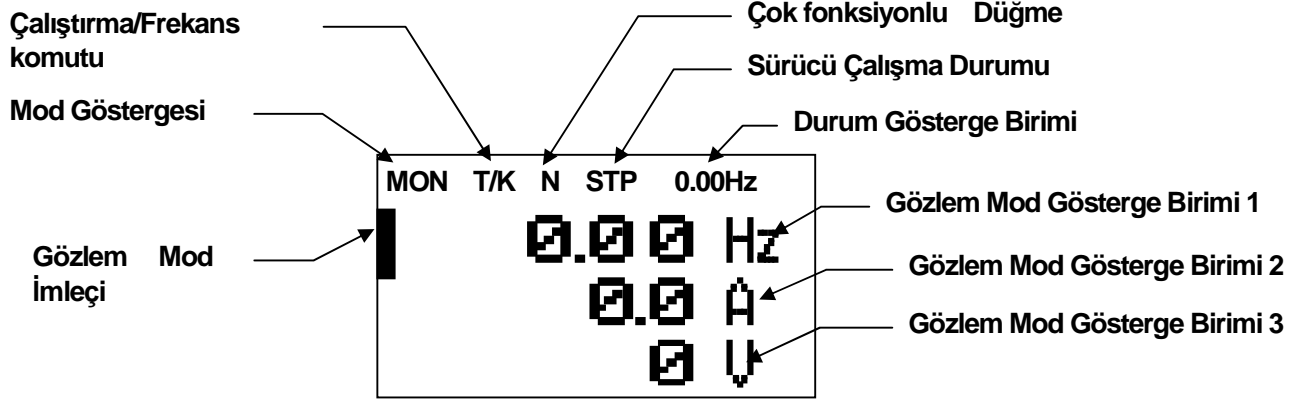 Çalıştırma/Frekans
komutu
Çok fonksiyonlu Düğme
Sürücü Çalışma Durumu
Mod Göstergesi
Durum Gösterge Birimi
MON T/K N STP 0.00Hz
0.00 Hz
Gözlem Mod Gösterge Birimi 1
Gözlem Mod
İmleçi
0.0 A
Gözlem Mod Gösterge Birimi 2
0 V
Gözlem Mod Gösterge Birimi 3